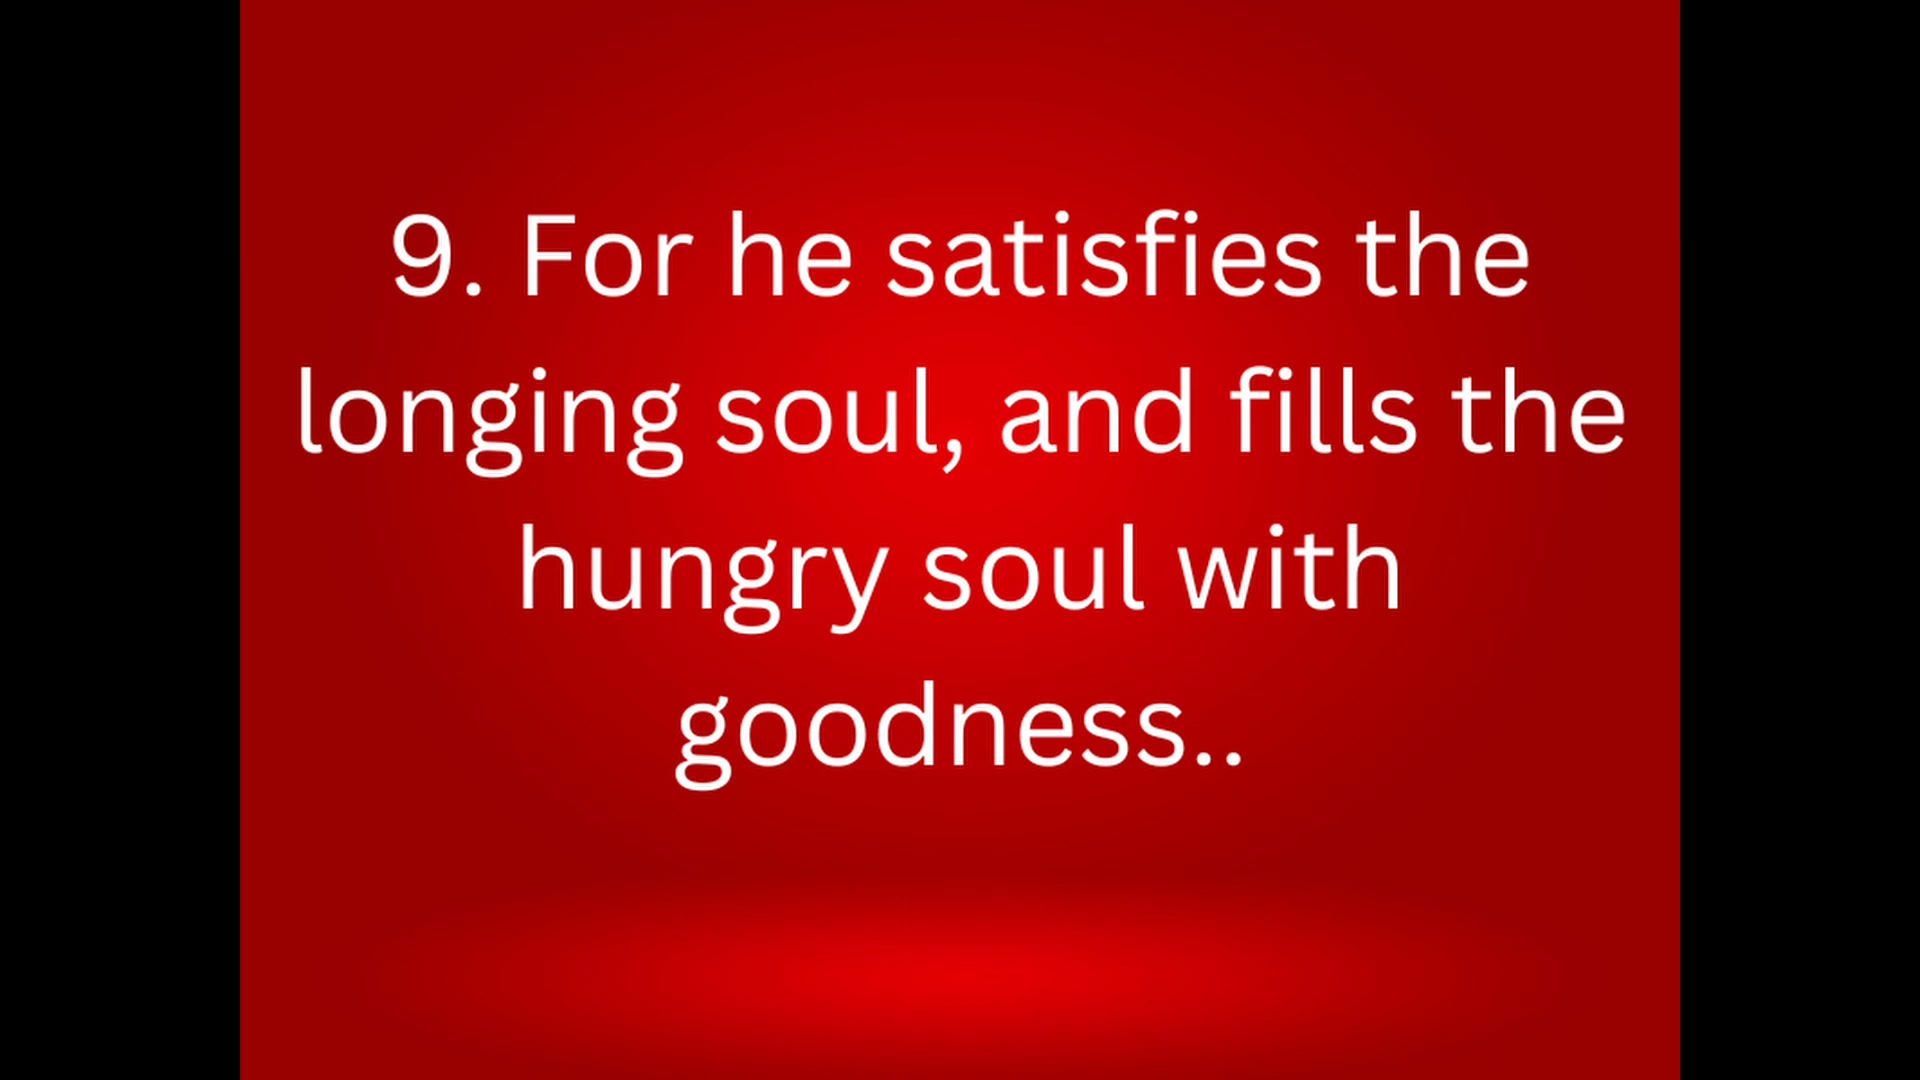 9. For he satisfies the
longing soul, and fills the
hungry soul with
goodness..